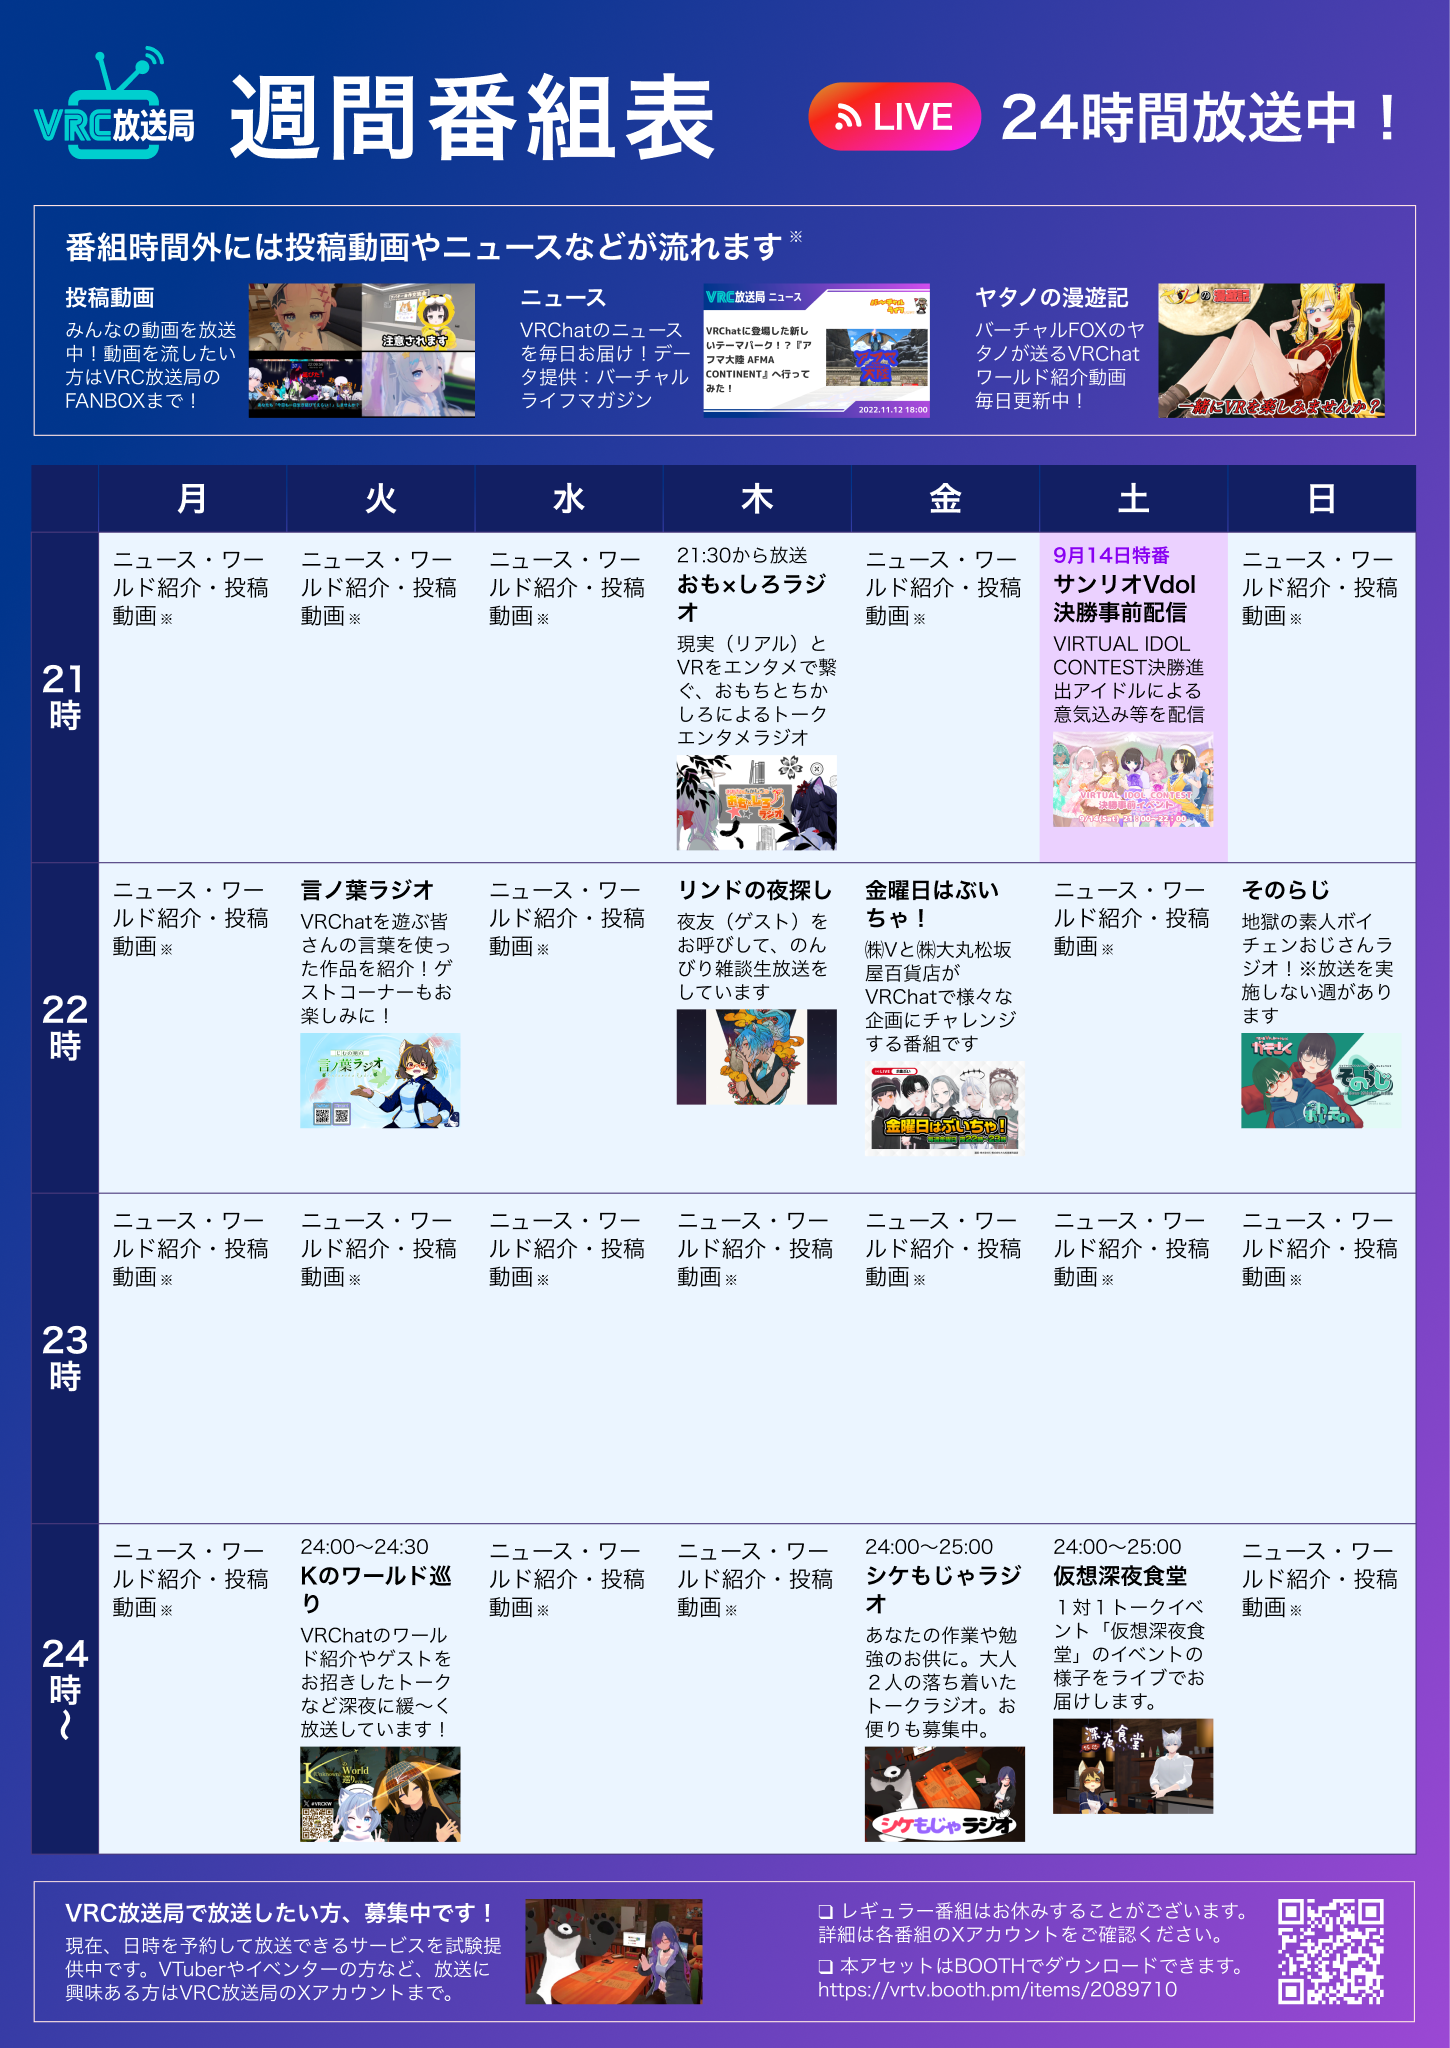 VRC放送局
週間番組表
LIVE
24時間放送中！
番組時間外には投稿動画やニュースなどが流れます※
投稿動画
みんなの動画を放送
中！動画を流したい
方はVRC放送局の
FANBOXまで！
注意されます
ニュース
VRChatのニュース
を毎日お届け！デー
タ提供：バーチャル
ライフマガジン
VRC放送局 ニュース
VRChatに登場した新し
いテーマパーク！？『ア
フマ大陸 AFMA
CONTINENT』へ行って
みた！
2022.11.12 18:00
ヤタノの漫遊記
バーチャルFOXのヤ
タノが送るVRChat
ワールド紹介動画
毎日更新中！
一緒にVRを楽しみませんか？
月
火
水
木
金
土
日
21
時
ニュース・ワー
ルド紹介・投稿
動画※
ニュース・ワー
ルド紹介・投稿
動画※
ニュース・ワー
ルド紹介・投稿
動画※
21:30から放送
おも×しろラジ
オ
現実（リアル）と
VRをエンタメで繋
ぐ、おもちとちか
しろによるトーク
エンタメラジオ
ニュース・ワー
ルド紹介・投稿
動画※
9月14日特番
サンリオVdol
決勝事前配信
VIRTUAL IDOL
CONTEST決勝進
出アイドルによる
意気込み等を配信
VIRTUAL IDOL CONTEST
決勝事前イベント
9/14(Sat) 21:00〜22:00
ニュース・ワー
ルド紹介・投稿
動画※
22
時
ニュース・ワー
ルド紹介・投稿
動画※
言ノ葉ラジオ
VRChatを遊ぶ皆
さんの言葉を使っ
た作品を紹介！ゲ
ストコーナーもお
楽しみに！
言ノ葉ラジオ
ニュース・ワー
ルド紹介・投稿
動画※
リンドの夜探し
夜友（ゲスト）を
お呼びして、のん
びり雑談生放送を
しています
金曜日はぶい
ちゃ！
㈱Vと㈱大丸松坂
屋百貨店が
VRChatで様々な
企画にチャレンジ
する番組です
金曜日はぶいちゃ！
ニュース・ワー
ルド紹介・投稿
動画※
そのらじ
地獄の素人ボイ
チェンおじさんラ
ジオ！※放送を実
施しない週があり
ます
そのらじ
23
時
ニュース・ワー
ルド紹介・投稿
動画※
ニュース・ワー
ルド紹介・投稿
動画※
ニュース・ワー
ルド紹介・投稿
動画※
ニュース・ワー
ルド紹介・投稿
動画※
ニュース・ワー
ルド紹介・投稿
動画※
ニュース・ワー
ルド紹介・投稿
動画※
ニュース・ワー
ルド紹介・投稿
動画※
24
時
〜
ニュース・ワー
ルド紹介・投稿
動画※
24:00〜24:30
Kのワールド巡
り
VRChatのワール
ド紹介やゲストを
お招きしたトーク
など深夜に緩〜く
放送しています！
World
巡り
#VRCKW
ニュース・ワー
ルド紹介・投稿
動画※
ニュース・ワー
ルド紹介・投稿
動画※
24:00〜25:00
シケもじゃラジ
オ
あなたの作業や勉
強のお供に。大人
２人の落ち着いた
トークラジオ。お
便りも募集中。
シケもじゃラジオ
24:00〜25:00
仮想深夜食堂
１対１トークイベ
ント「仮想深夜食
堂」のイベントの
様子をライブでお
届けします。
深夜食堂
ニュース・ワー
ルド紹介・投稿
動画※
VRC放送局で放送したい方、募集中です！
現在、日時を予約して放送できるサービスを試験提
供中です。VTuberやイベンターの方など、放送に
興味ある方はVRC放送局のXアカウントまで。
❏ レギュラー番組はお休みすることがございます。
詳細は各番組のXアカウントをご確認ください。
❏ 本アセットはBOOTHでダウンロードできます。
https://vrtv.booth.pm/items/2089710